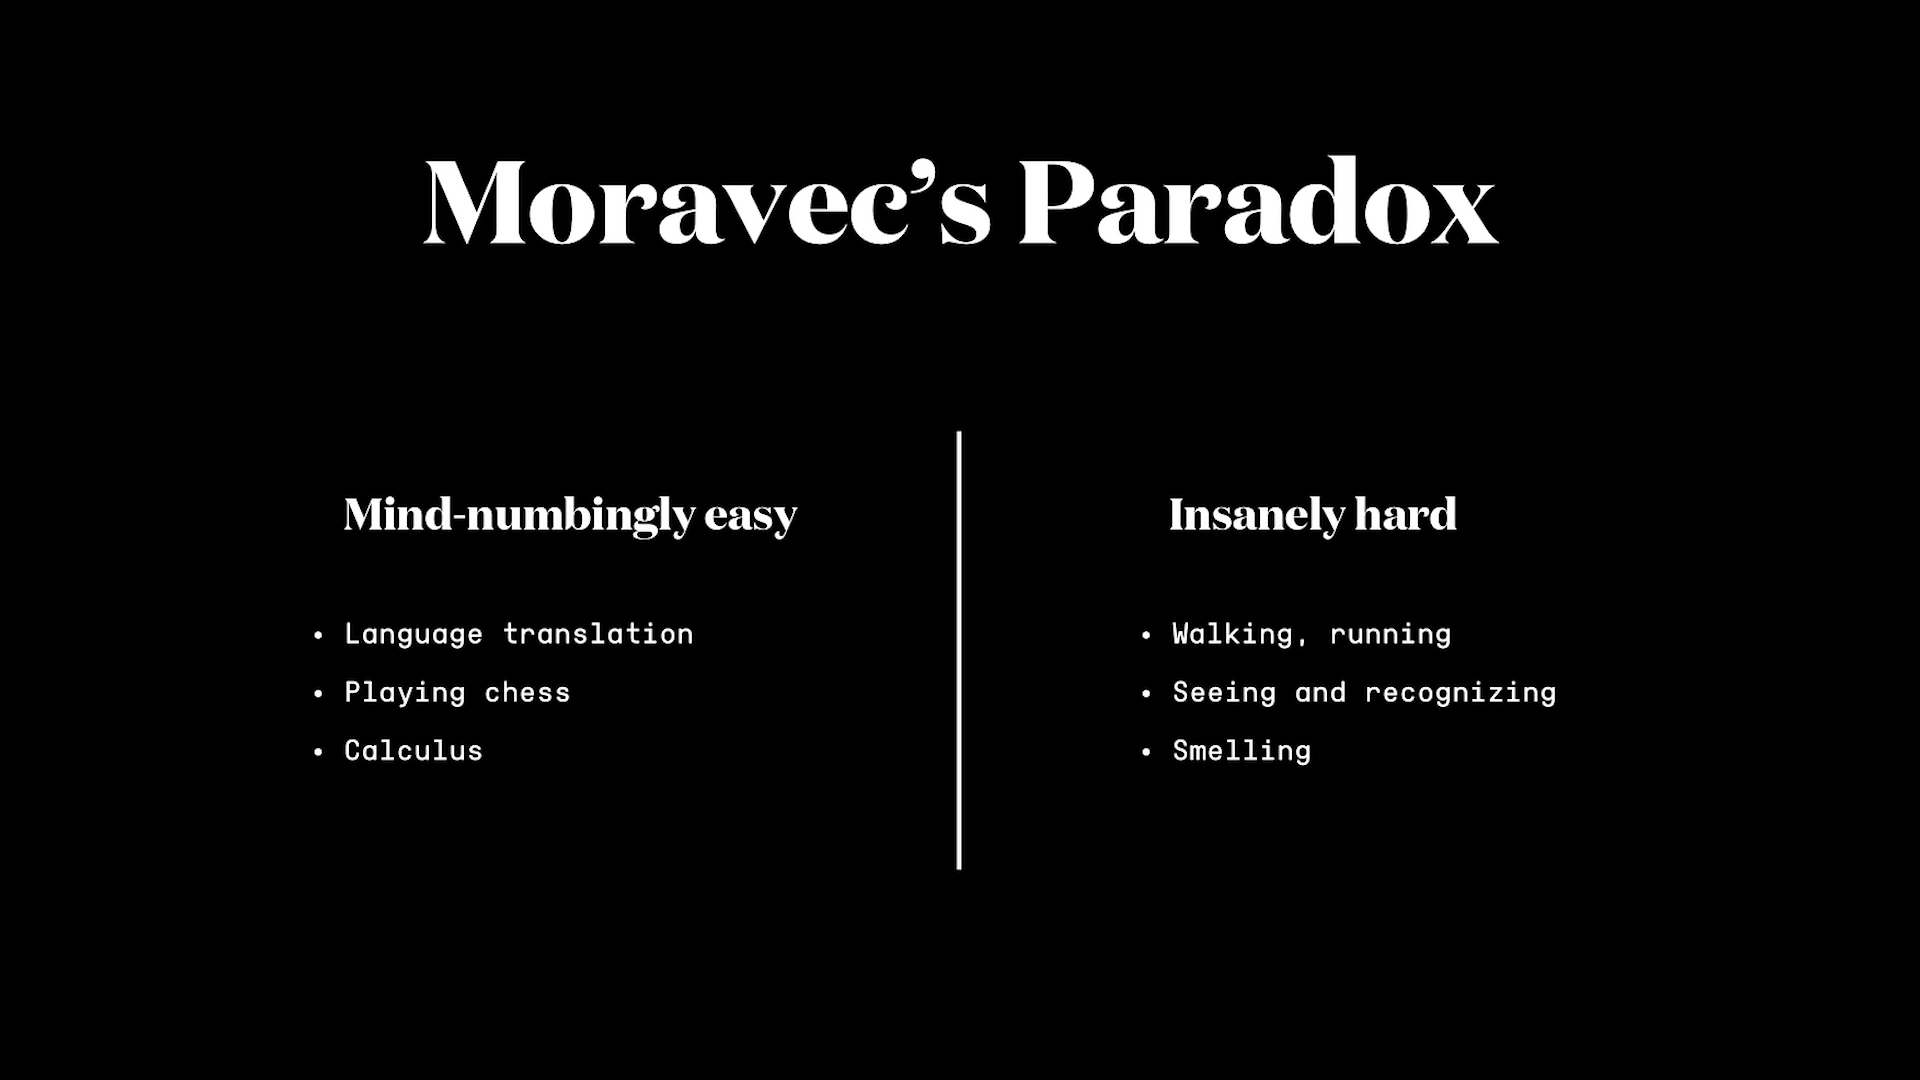 Moravec’s Paradox
Mind-numbingly easy
• Language translation
• Playing chess
• Calculus
Insanely hard
• Walking, running
• Seeing and recognizing
• Smelling